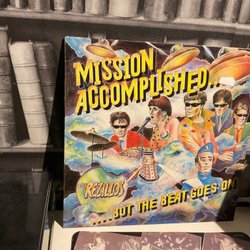 MISSION
ACCOMPLISHED...
THE REZILLOS
....BUT THE BEAT GOES ON!